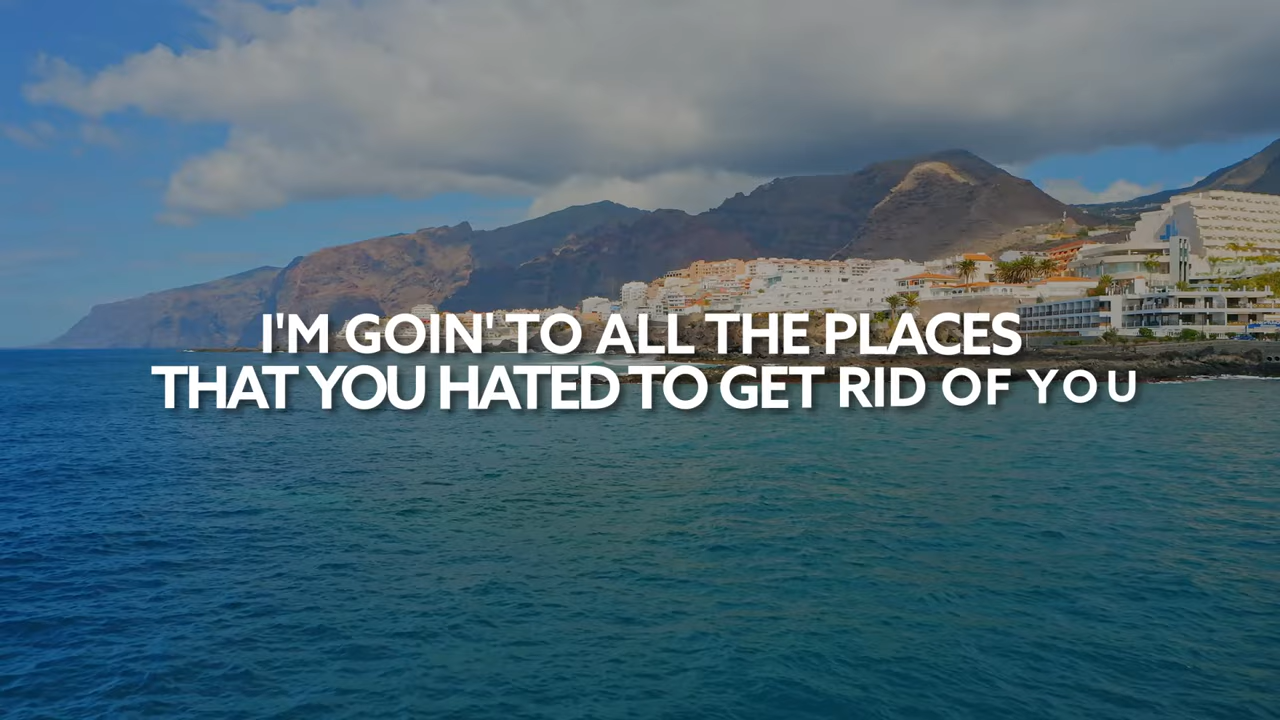 I'M GOIN' TO ALL THE PLACES
THAT YOU HATED TO GET RID OF YOU